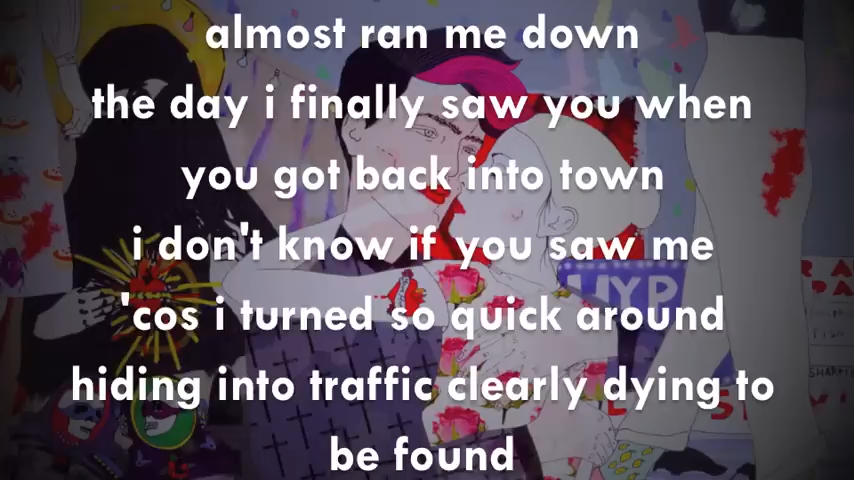 almost ran me down
the day i finally saw you when
you got back into town
i don't know if you saw me
'cos i turned so quick around
hiding into traffic clearly dying to
be found
HYP